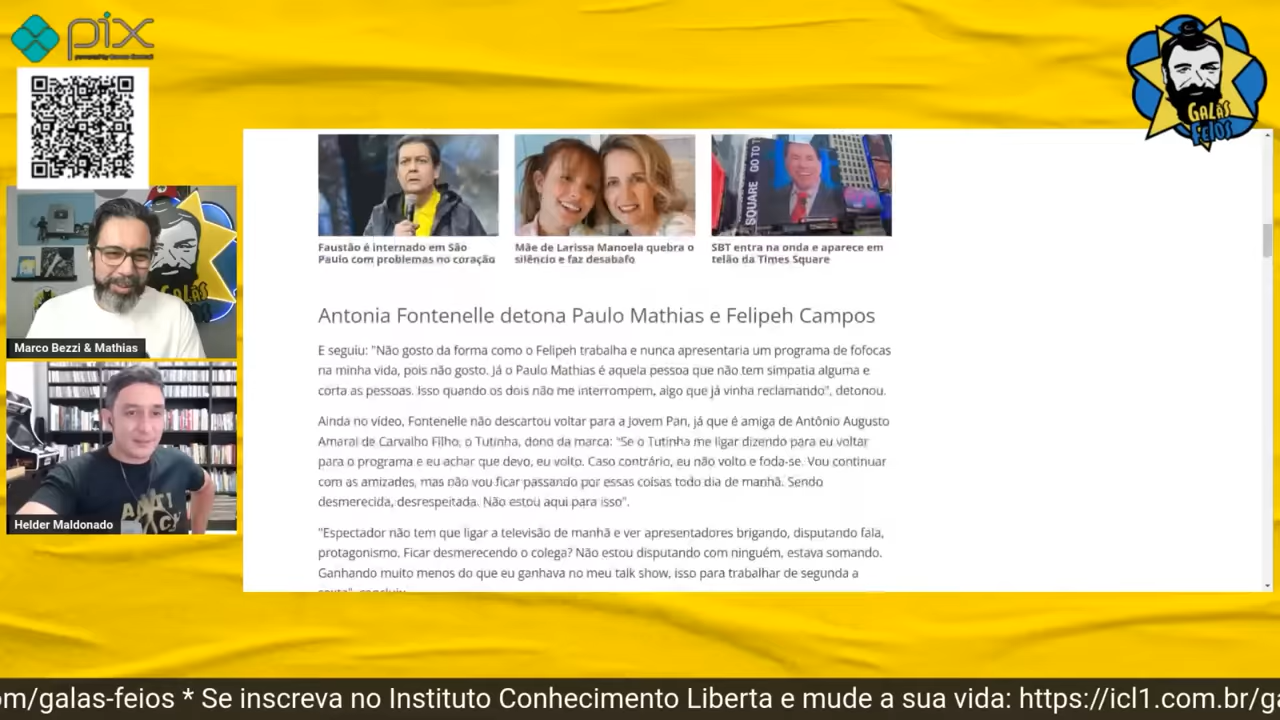 pix
powered by Banco Central
GALÃS
FEIOS
SQUARE GO TO T
Faustão é internado em São
Paulo com problemas no coração
Mãe de Larissa Manoela quebra o
silêncio e faz desabafo
SBT entra na onda e aparece em
telão da Times Square
Antonia Fontenelle detona Paulo Mathias e Felipeh Campos
E seguiu: "Não gosto da forma como o Felipeh trabalha e nunca apresentaria um programa de fofocas
na minha vida, pois não gosto. Já o Paulo Mathias é aquela pessoa que não tem simpatia alguma e
corta as pessoas. Isso quando os dois não me interrompem, algo que já vinha reclamando", detonou.
Ainda no vídeo, Fontenelle não descartou voltar para a Jovem Pan, já que é amiga de Antônio Augusto
Amaral de Carvalho Filho, o Tutinha, dono da marca: "Se o Tutinha me ligar dizendo para eu voltar
para o programa e eu achar que devo, eu volto. Caso contrário, eu não volto e foda-se. Vou continuar
com as amizades, mas não vou ficar passando por essas coisas todo dia de manhã. Sendo
desmerecida, desrespeitada. Não estou aqui para isso".
"Espectador não tem que ligar a televisão de manhã e ver apresentadores brigando, disputando fala,
protagonismo. Ficar desmerecendo o colega? Não estou disputando com ninguém, estava somando.
Ganhando muito menos do que eu ganhava no meu talk show, isso para trabalhar de segunda a
GALÃS
Marco Bezzi & Mathias
ANTI
Helder Maldonado
om/galas-feios * Se inscreva no Instituto Conhecimento Liberta e mude a sua vida: https://icl1.com.br/ga